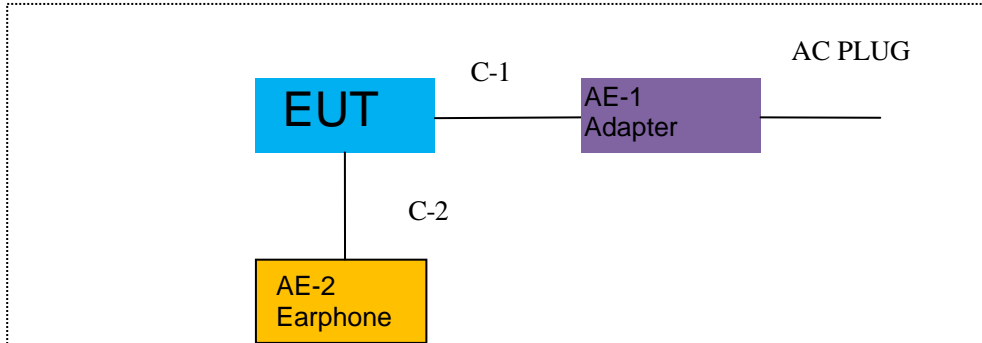 AC PLUG
C-1
EUT
AE-1
Adapter
C-2
AE-2
Earphone